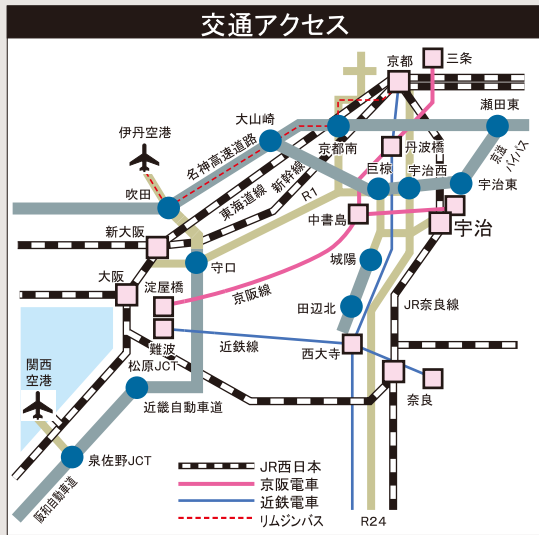 交通アクセス
京都
三条
大山崎
瀬田東
伊丹空港
名神高速道路
京都南
丹波橋
京滋
バイパス
巨椋
宇治西
宇治東
吹田
東海道線
新幹線
R1
中書島
宇治
新大阪
守口
城陽
大阪
淀屋橋
京阪線
田辺北
JR奈良線
難波
近鉄線
西大寺
関西
空港
松原JCT
近畿自動車道
奈良
泉佐野JCT
阪和自動車道
JR西日本
京阪電車
近鉄電車
リムジンバス
R24